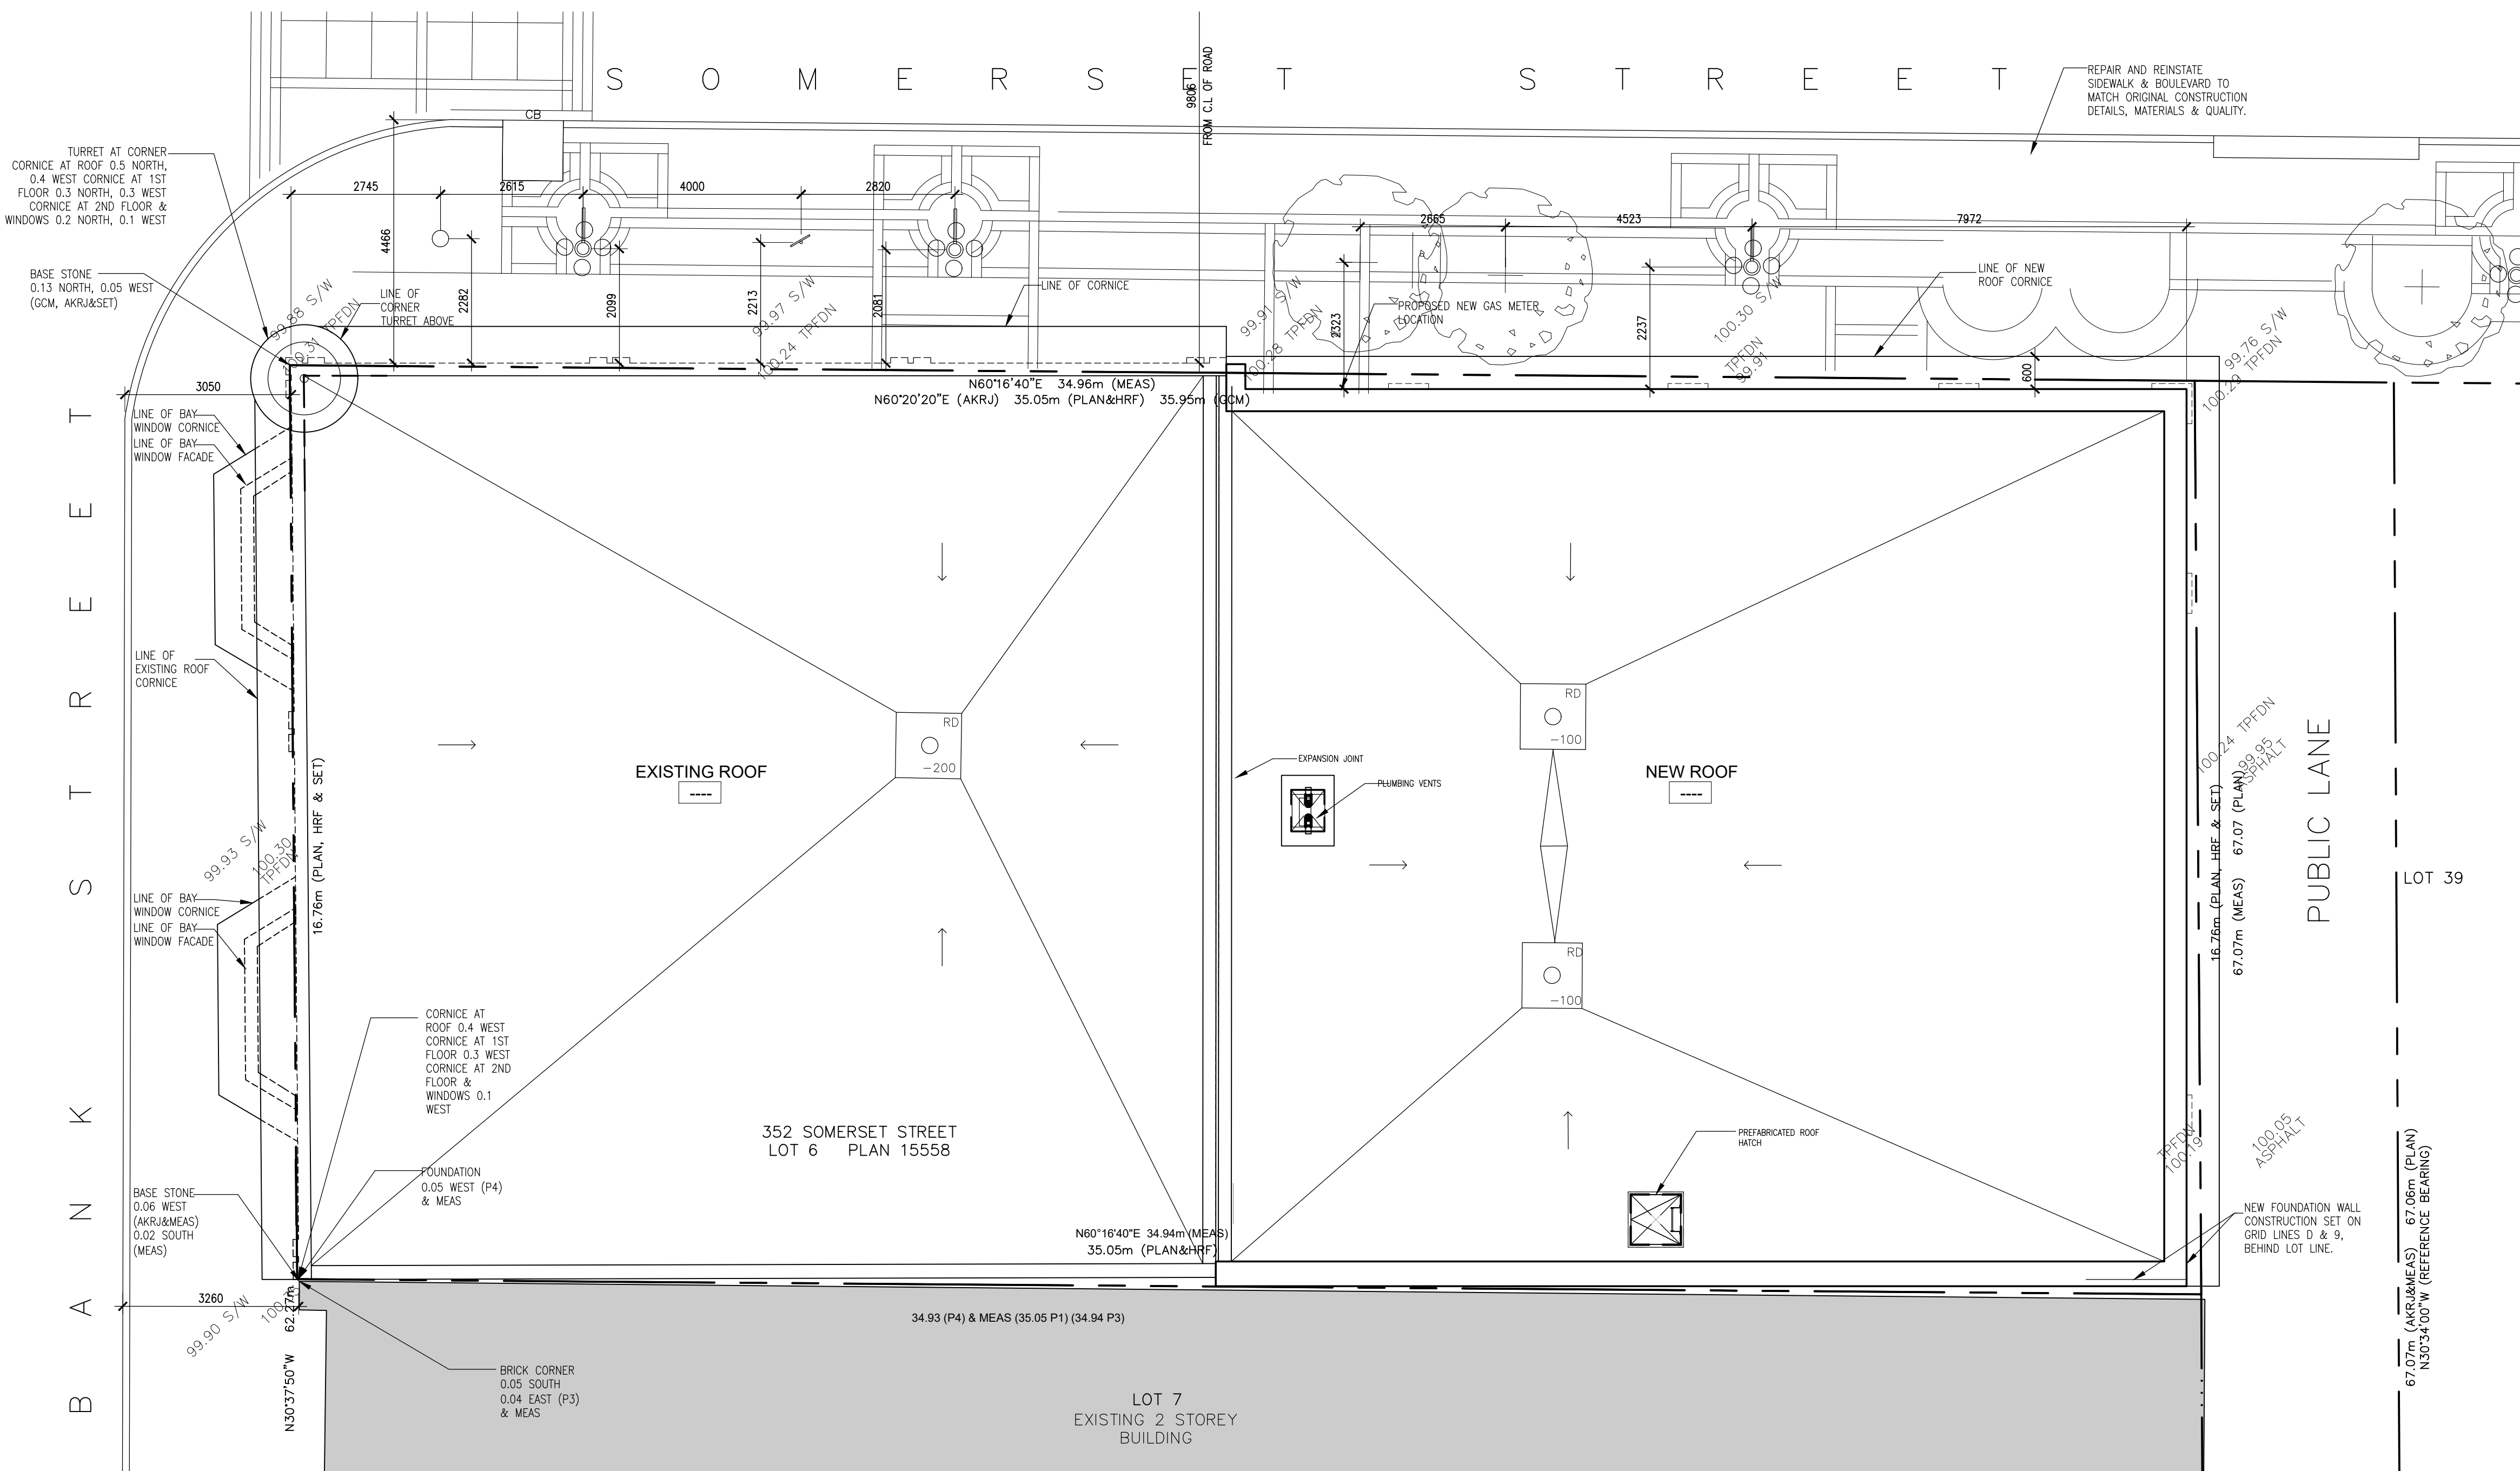 SOMERSET STREET
9806
FROM C.L OF ROAD
CB
REPAIR AND REINSTATE
SIDEWALK & BOULEVARD TO
MATCH ORIGINAL CONSTRUCTION
DETAILS, MATERIALS & QUALITY.
TURRET AT CORNER
CORNICE AT ROOF 0.5 NORTH,
0.4 WEST CORNICE AT 1ST
FLOOR 0.3 NORTH, 0.3 WEST
CORNICE AT 2ND FLOOR &
WINDOWS 0.2 NORTH, 0.1 WEST
2745
2615
4000
2820
2665
4523
7972
4466
2282
2099
2213
2081
2323
2237
600
BASE STONE
0.13 NORTH, 0.05 WEST
(GCM, AKRJ&SET)
LINE OF
CORNER
TURRET ABOVE
LINE OF CORNICE
PROPOSED NEW GAS METER
LOCATION
LINE OF NEW
ROOF CORNICE
99.88 S/W
100.31
TPFDN
99.97 S/W
100.24 TPFDN
99.91 S/W
100.28 TPFDN
100.30 S/W
TPFDN
99.91
99.76 S/W
100.29 TPFDN
3050
N60°16'40"E 34.96m (MEAS)
N60°20'20"E (AKRJ) 35.05m (PLAN&HRF) 35.95m (GCM)
LINE OF BAY
WINDOW CORNICE
LINE OF BAY
WINDOW FACADE
BANK STREET
LINE OF
EXISTING ROOF
CORNICE
16.76m (PLAN, HRF & SET)
EXISTING ROOF
----
RD
-200
RD
-100
EXPANSION JOINT
PLUMBING VENTS
NEW ROOF
----
RD
-100
100.24 TPFDN
99.95
ASPHALT
16.76m (PLAN, HRF & SET)
67.07m (MEAS) 67.07 (PLAN)
PUBLIC LANE
LOT 39
99.93 S/W
100.30
TPFDN
LINE OF BAY
WINDOW CORNICE
LINE OF BAY
WINDOW FACADE
CORNICE AT
ROOF 0.4 WEST
CORNICE AT 1ST
FLOOR 0.3 WEST
CORNICE AT 2ND
FLOOR &
WINDOWS 0.1
WEST
352 SOMERSET STREET
LOT 6 PLAN 15558
PREFABRICATED ROOF
HATCH
100.19
100.05
ASPHALT
FOUNDATION
0.05 WEST (P4)
& MEAS
BASE STONE
0.06 WEST
(AKRJ&MEAS)
0.02 SOUTH
(MEAS)
N60°16'40"E 34.94m (MEAS)
35.05m (PLAN&HRF)
NEW FOUNDATION WALL
CONSTRUCTION SET ON
GRID LINES D & 9,
BEHIND LOT LINE.
67.07m (AKRJ&MEAS) 67.06m (PLAN)
N30°34'00"W (REFERENCE BEARING)
3260
99.90 S/W
N30°37'50"W 62.27m
34.93 (P4) & MEAS (35.05 P1) (34.94 P3)
BRICK CORNER
0.05 SOUTH
0.04 EAST (P3)
& MEAS
LOT 7
EXISTING 2 STOREY
BUILDING